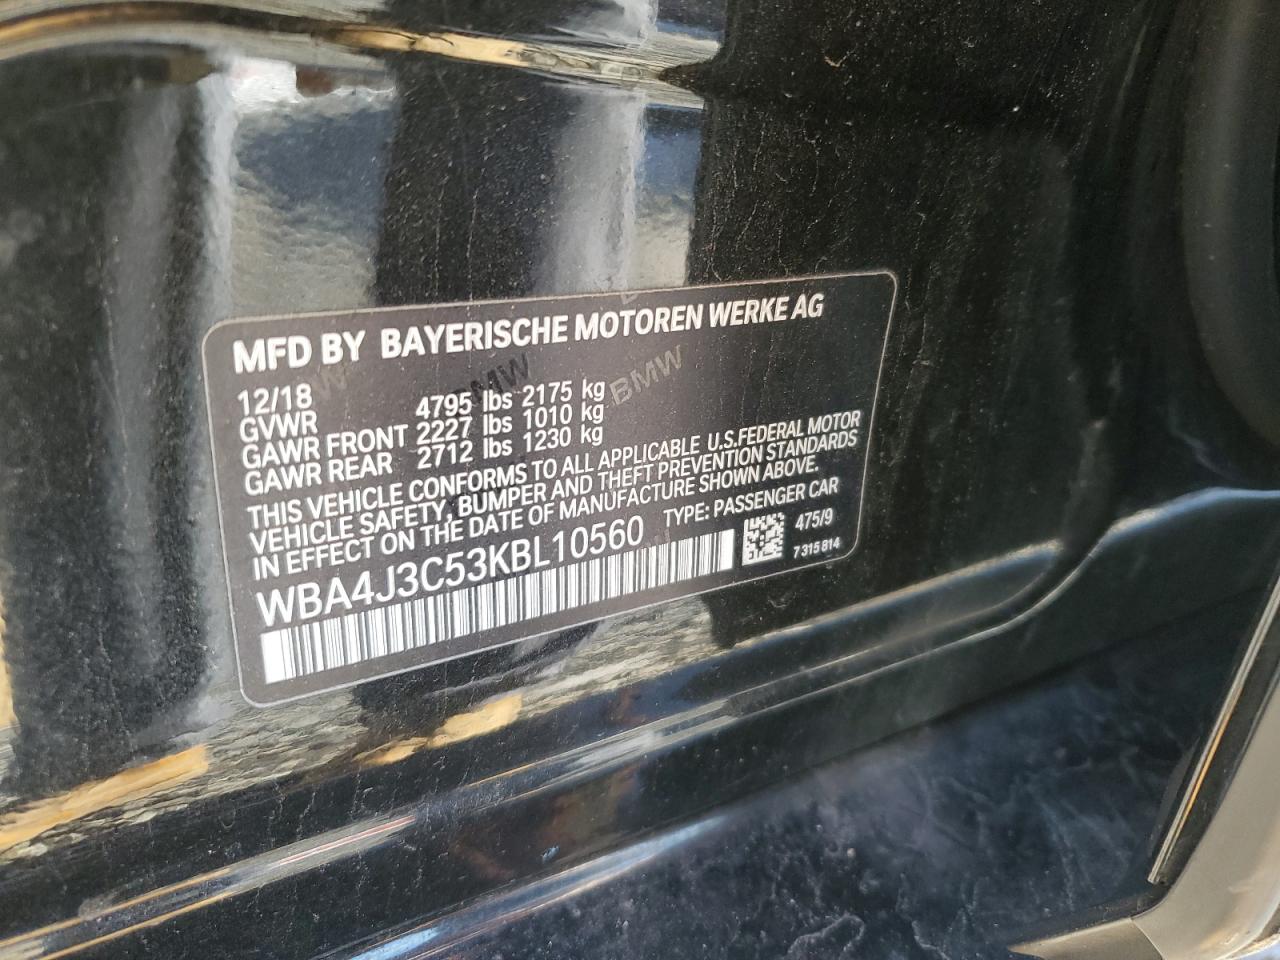 MFD BY BAYERISCHE MOTOREN WERKE AG
12/18
GVWR 4795 lbs 2175 kg
GAWR FRONT 2227 lbs 1010 kg
GAWR REAR 2712 lbs 1230 kg
BMW
BMW
THIS VEHICLE CONFORMS TO ALL APPLICABLE U.S.FEDERAL MOTOR
VEHICLE SAFETY, BUMPER AND THEFT PREVENTION STANDARDS
IN EFFECT ON THE DATE OF MANUFACTURE SHOWN ABOVE.
WBA4J3C53KBL10560 TYPE: PASSENGER CAR
475/9
7 315 814